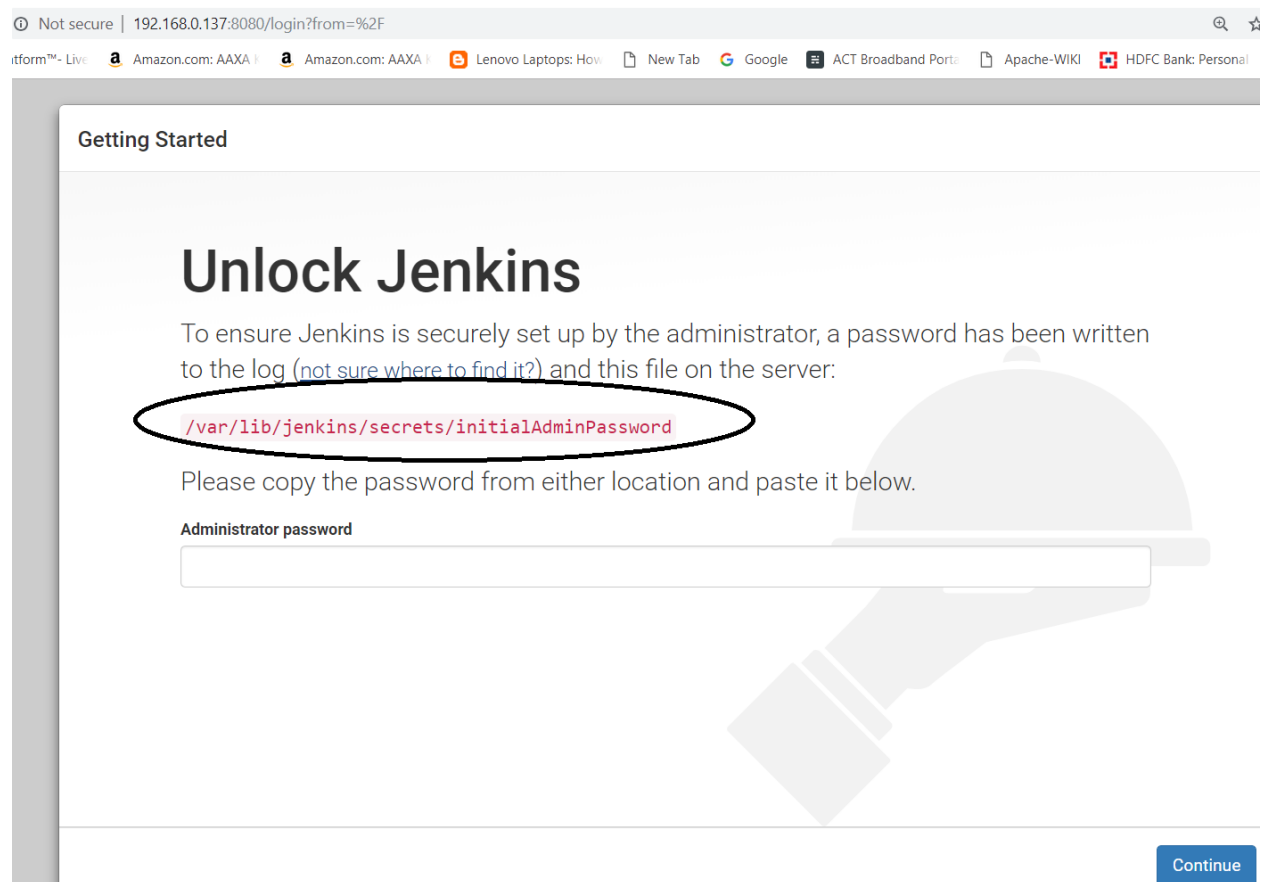 Not secure | 192.168.0.137:8080/login?from=%2F
tform™- Live Amazon.com: AAXA Amazon.com: AAXA Lenovo Laptops: How New Tab Google ACT Broadband Porta Apache-WIKI HDFC Bank: Personal
Getting Started
Unlock Jenkins
To ensure Jenkins is securely set up by the administrator, a password has been written
to the log (not sure where to find it?) and this file on the server:
/var/lib/jenkins/secrets/initialAdminPassword
Please copy the password from either location and paste it below.
Administrator password
Continue